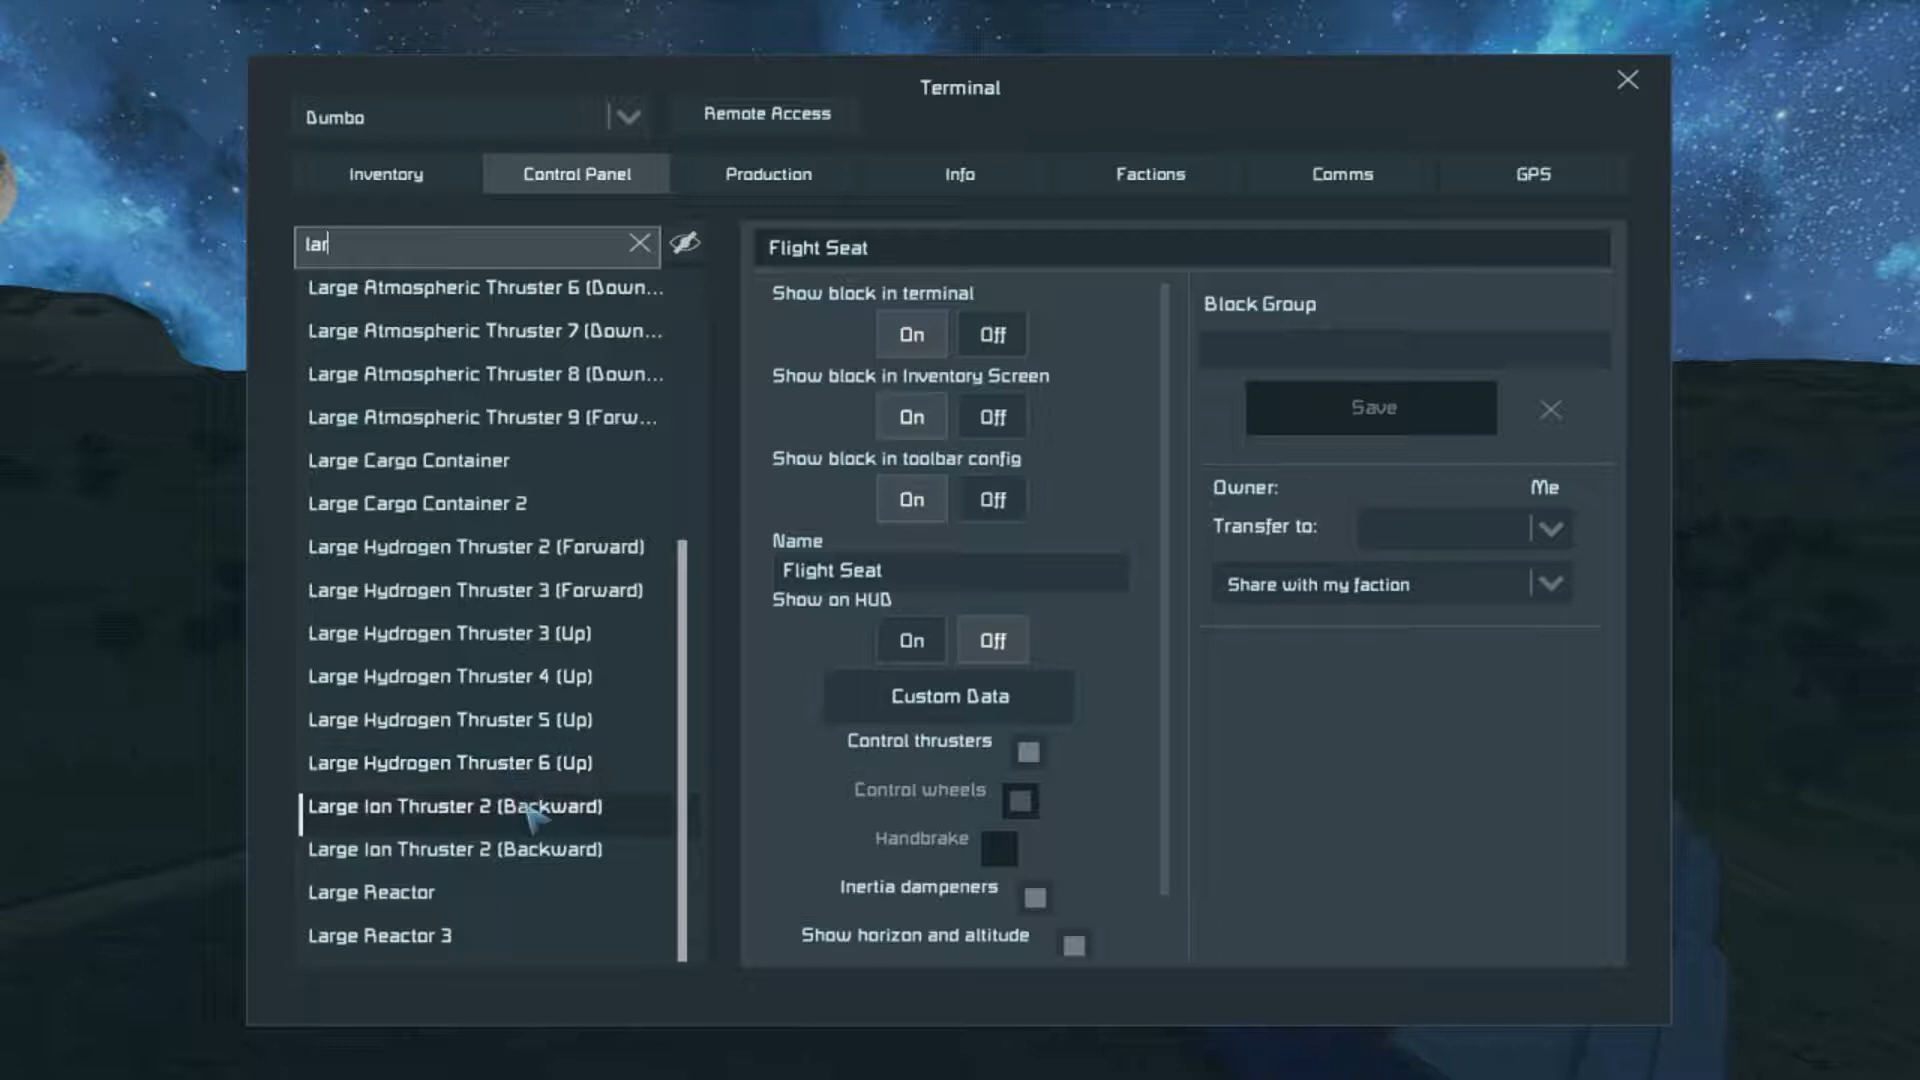 Terminal
Dumbo
Remote Access
Inventory
Control Panel
Production
Info
Factions
Comms
GPS
lar
Large Atmospheric Thruster 6 (Down...
Large Atmospheric Thruster 7 (Down...
Large Atmospheric Thruster 8 (Down...
Large Atmospheric Thruster 9 (Forw...
Large Cargo Container
Large Cargo Container 2
Large Hydrogen Thruster 2 (Forward)
Large Hydrogen Thruster 3 (Forward)
Large Hydrogen Thruster 3 (Up)
Large Hydrogen Thruster 4 (Up)
Large Hydrogen Thruster 5 (Up)
Large Hydrogen Thruster 6 (Up)
Large Ion Thruster 2 (Backward)
Large Ion Thruster 2 (Backward)
Large Reactor
Large Reactor 3
Flight Seat
Show block in terminal
On Off
Show block in Inventory Screen
On Off
Show block in toolbar config
On Off
Name
Flight Seat
Show on HUD
On Off
Custom Data
Control thrusters
Control wheels
Handbrake
Inertia dampeners
Show horizon and altitude
Block Group
Save
Owner: Me
Transfer to:
Share with my faction